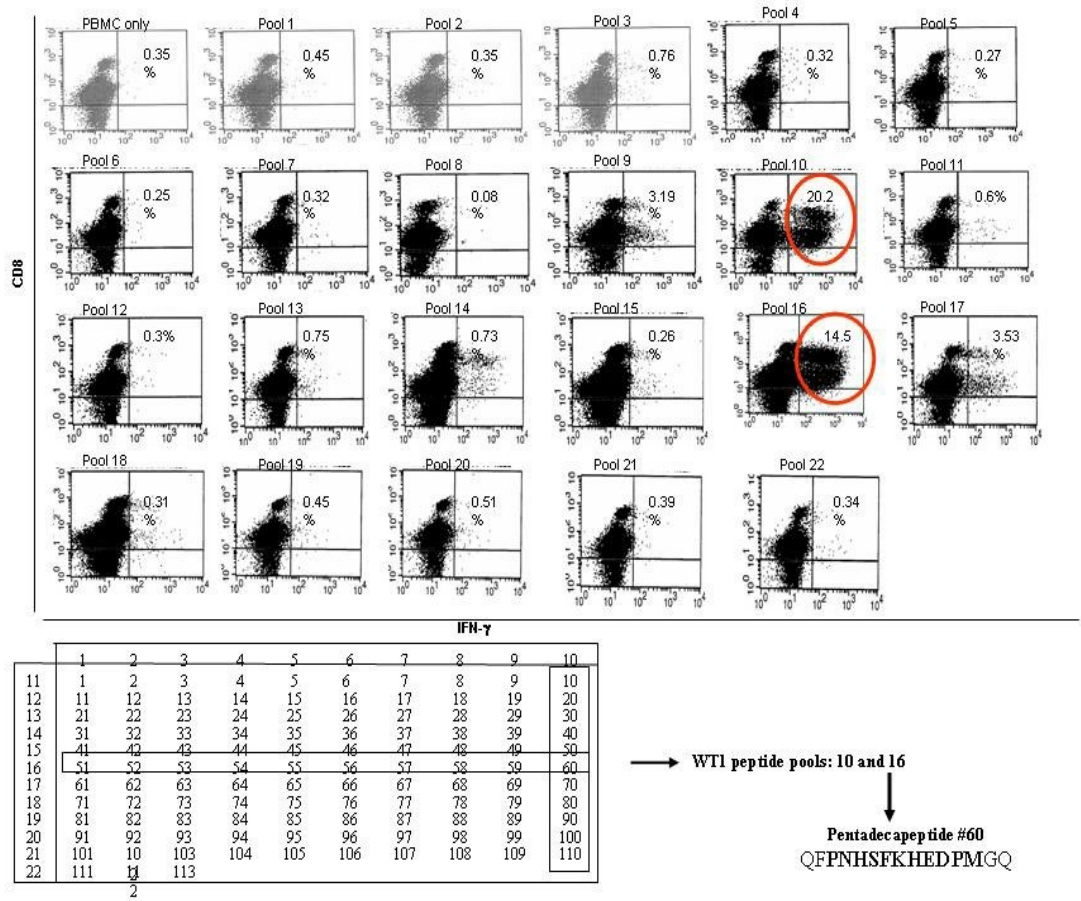 PBMC only Pool 1 Pool 2 Pool 3 Pool 4 Pool 5
0.35 % 0.45 % 0.35 % 0.76 % 0.32 % 0.27 %
Pool 6 Pool 7 Pool 8 Pool 9 Pool 10 Pool 11
0.25 % 0.32 % 0.08 % 3.19 % 20.2 0.6%
Pool 12 Pool 13 Pool 14 Pool 15 Pool 16 Pool 17
0.3% 0.75 % 0.73 % 0.26 % 14.5 3.53 %
Pool 18 Pool 19 Pool 20 Pool 21 Pool 22
0.31 % 0.45 % 0.51 % 0.39 % 0.34 %
CD8
IFN-γ
1 2 3 4 5 6 7 8 9 10
11 1 2 3 4 5 6 7 8 9 10
12 11 12 13 14 15 16 17 18 19 20
13 21 22 23 24 25 26 27 28 29 30
14 31 32 33 34 35 36 37 38 39 40
15 41 42 43 44 45 46 47 48 49 50
16 51 52 53 54 55 56 57 58 59 60
17 61 62 63 64 65 66 67 68 69 70
18 71 72 73 74 75 76 77 78 79 80
19 81 82 83 84 85 86 87 88 89 90
20 91 92 93 94 95 96 97 98 99 100
21 101 10 103 104 105 106 107 108 109 110
22 111 113
2
WT1 peptide pools: 10 and 16
Pentadecapeptide #60
QFPNHSFKHEDPMGQ